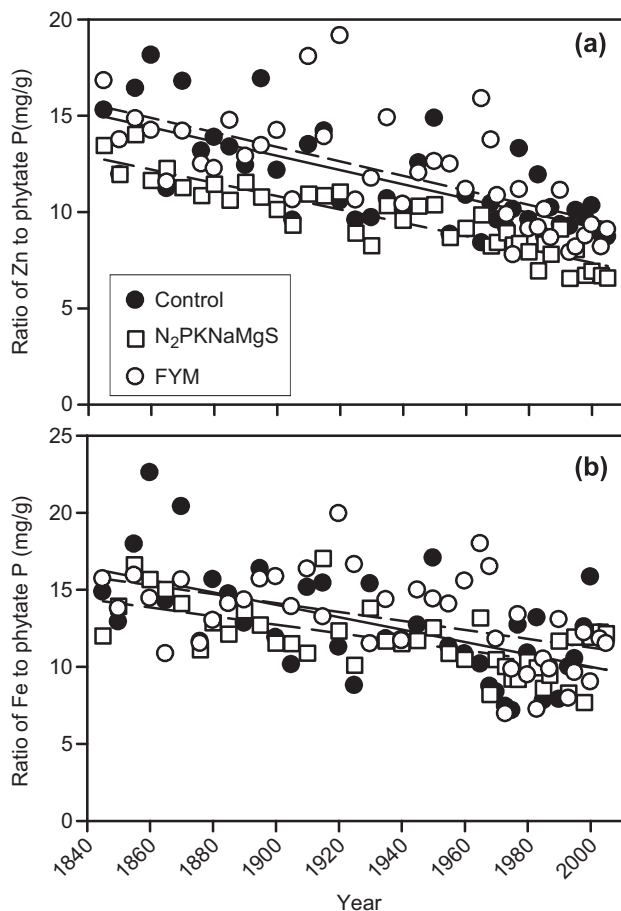 20
15
10
5
0
Ratio of Zn to phytate P(mg/g)
(a)
Control
N₂PKNaMgS
FYM
25
20
15
10
5
0
Ratio of Fe to phytate P (mg/g)
(b)
1840 1860 1880 1900 1920 1940 1960 1980 2000
Year